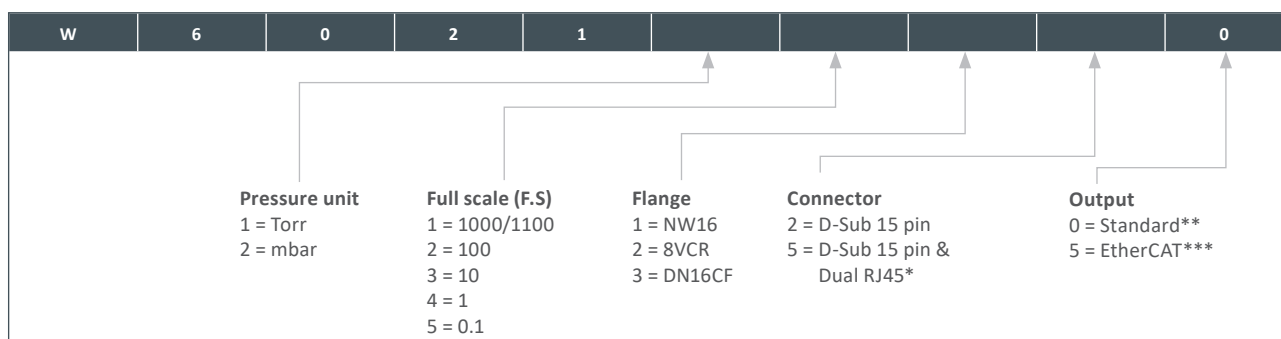 W 6 0 2 1 0
Pressure unit
1 = Torr
2 = mbar
Full scale (F.S)
1 = 1000/1100
2 = 100
3 = 10
4 = 1
5 = 0.1
Flange
1 = NW16
2 = 8VCR
3 = DN16CF
Connector
2 = D-Sub 15 pin
5 = D-Sub 15 pin &
Dual RJ45*
Output
0 = Standard**
5 = EtherCAT***